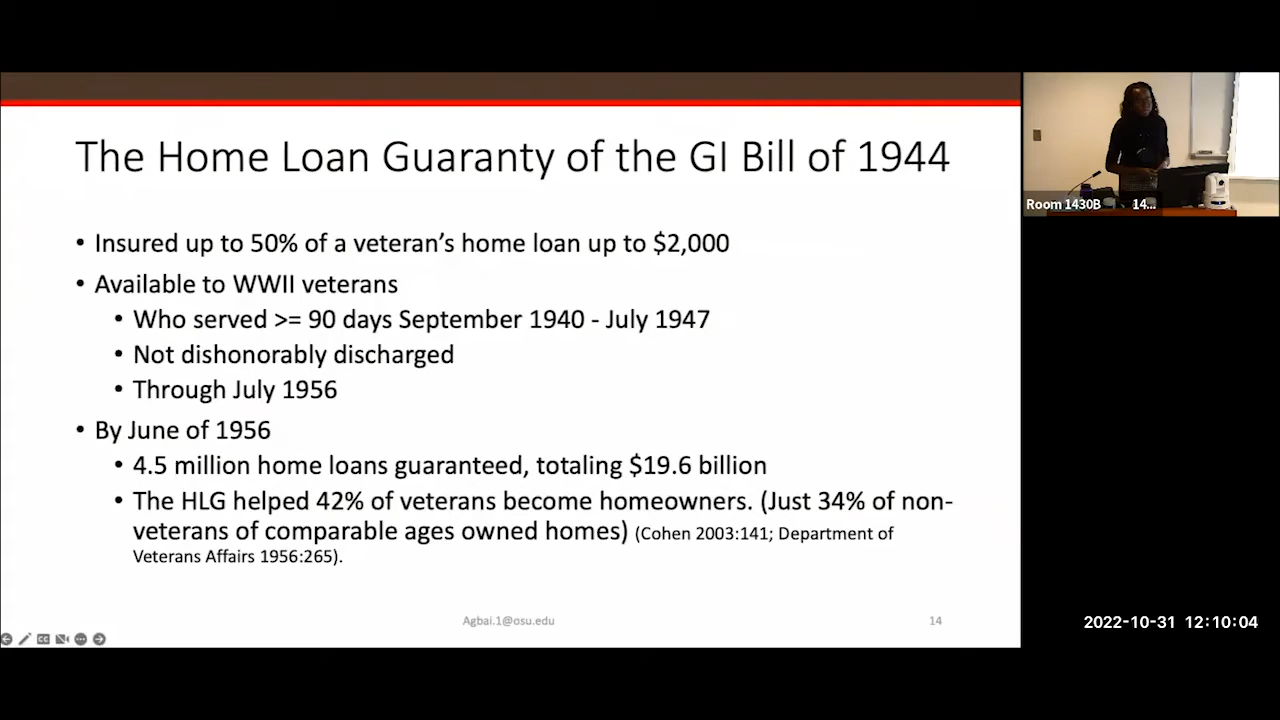 The Home Loan Guaranty of the GI Bill of 1944
• Insured up to 50% of a veteran’s home loan up to $2,000
• Available to WWII veterans
• Who served >= 90 days September 1940 - July 1947
• Not dishonorably discharged
• Through July 1956
• By June of 1956
• 4.5 million home loans guaranteed, totaling $19.6 billion
• The HLG helped 42% of veterans become homeowners. (Just 34% of non-
veterans of comparable ages owned homes) (Cohen 2003:141; Department of
Veterans Affairs 1956:265).
Agbai.1@osu.edu
14
CC
Room 1430B 14...
2022-10-31 12:10:04